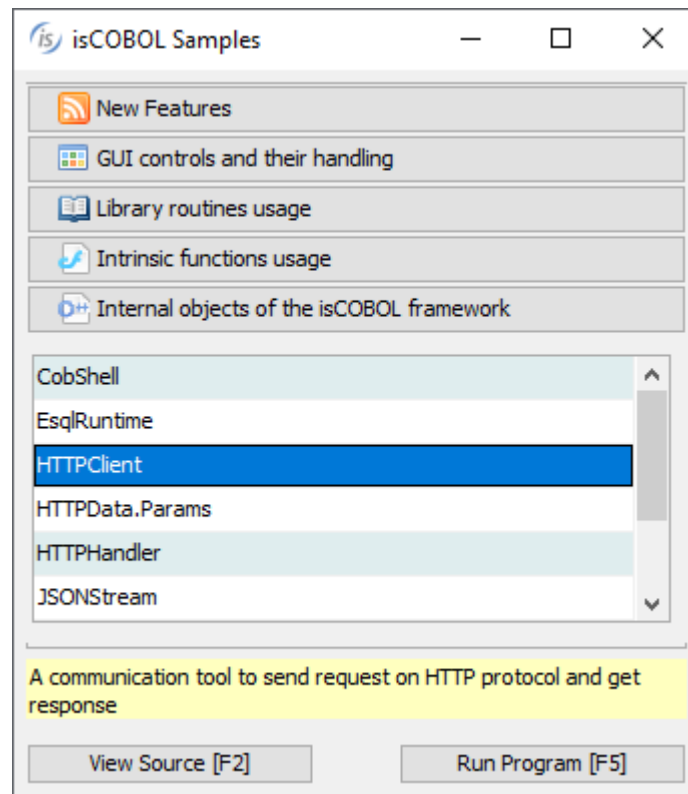 is isCOBOL Samples
New Features
GUI controls and their handling
Library routines usage
Intrinsic functions usage
D++ Internal objects of the isCOBOL framework
CobShell
EsqlRuntime
HTTPClient
HTTPData.Params
HTTPHandler
JSONStream
A communication tool to send request on HTTP protocol and get
response
View Source [F2] Run Program [F5]